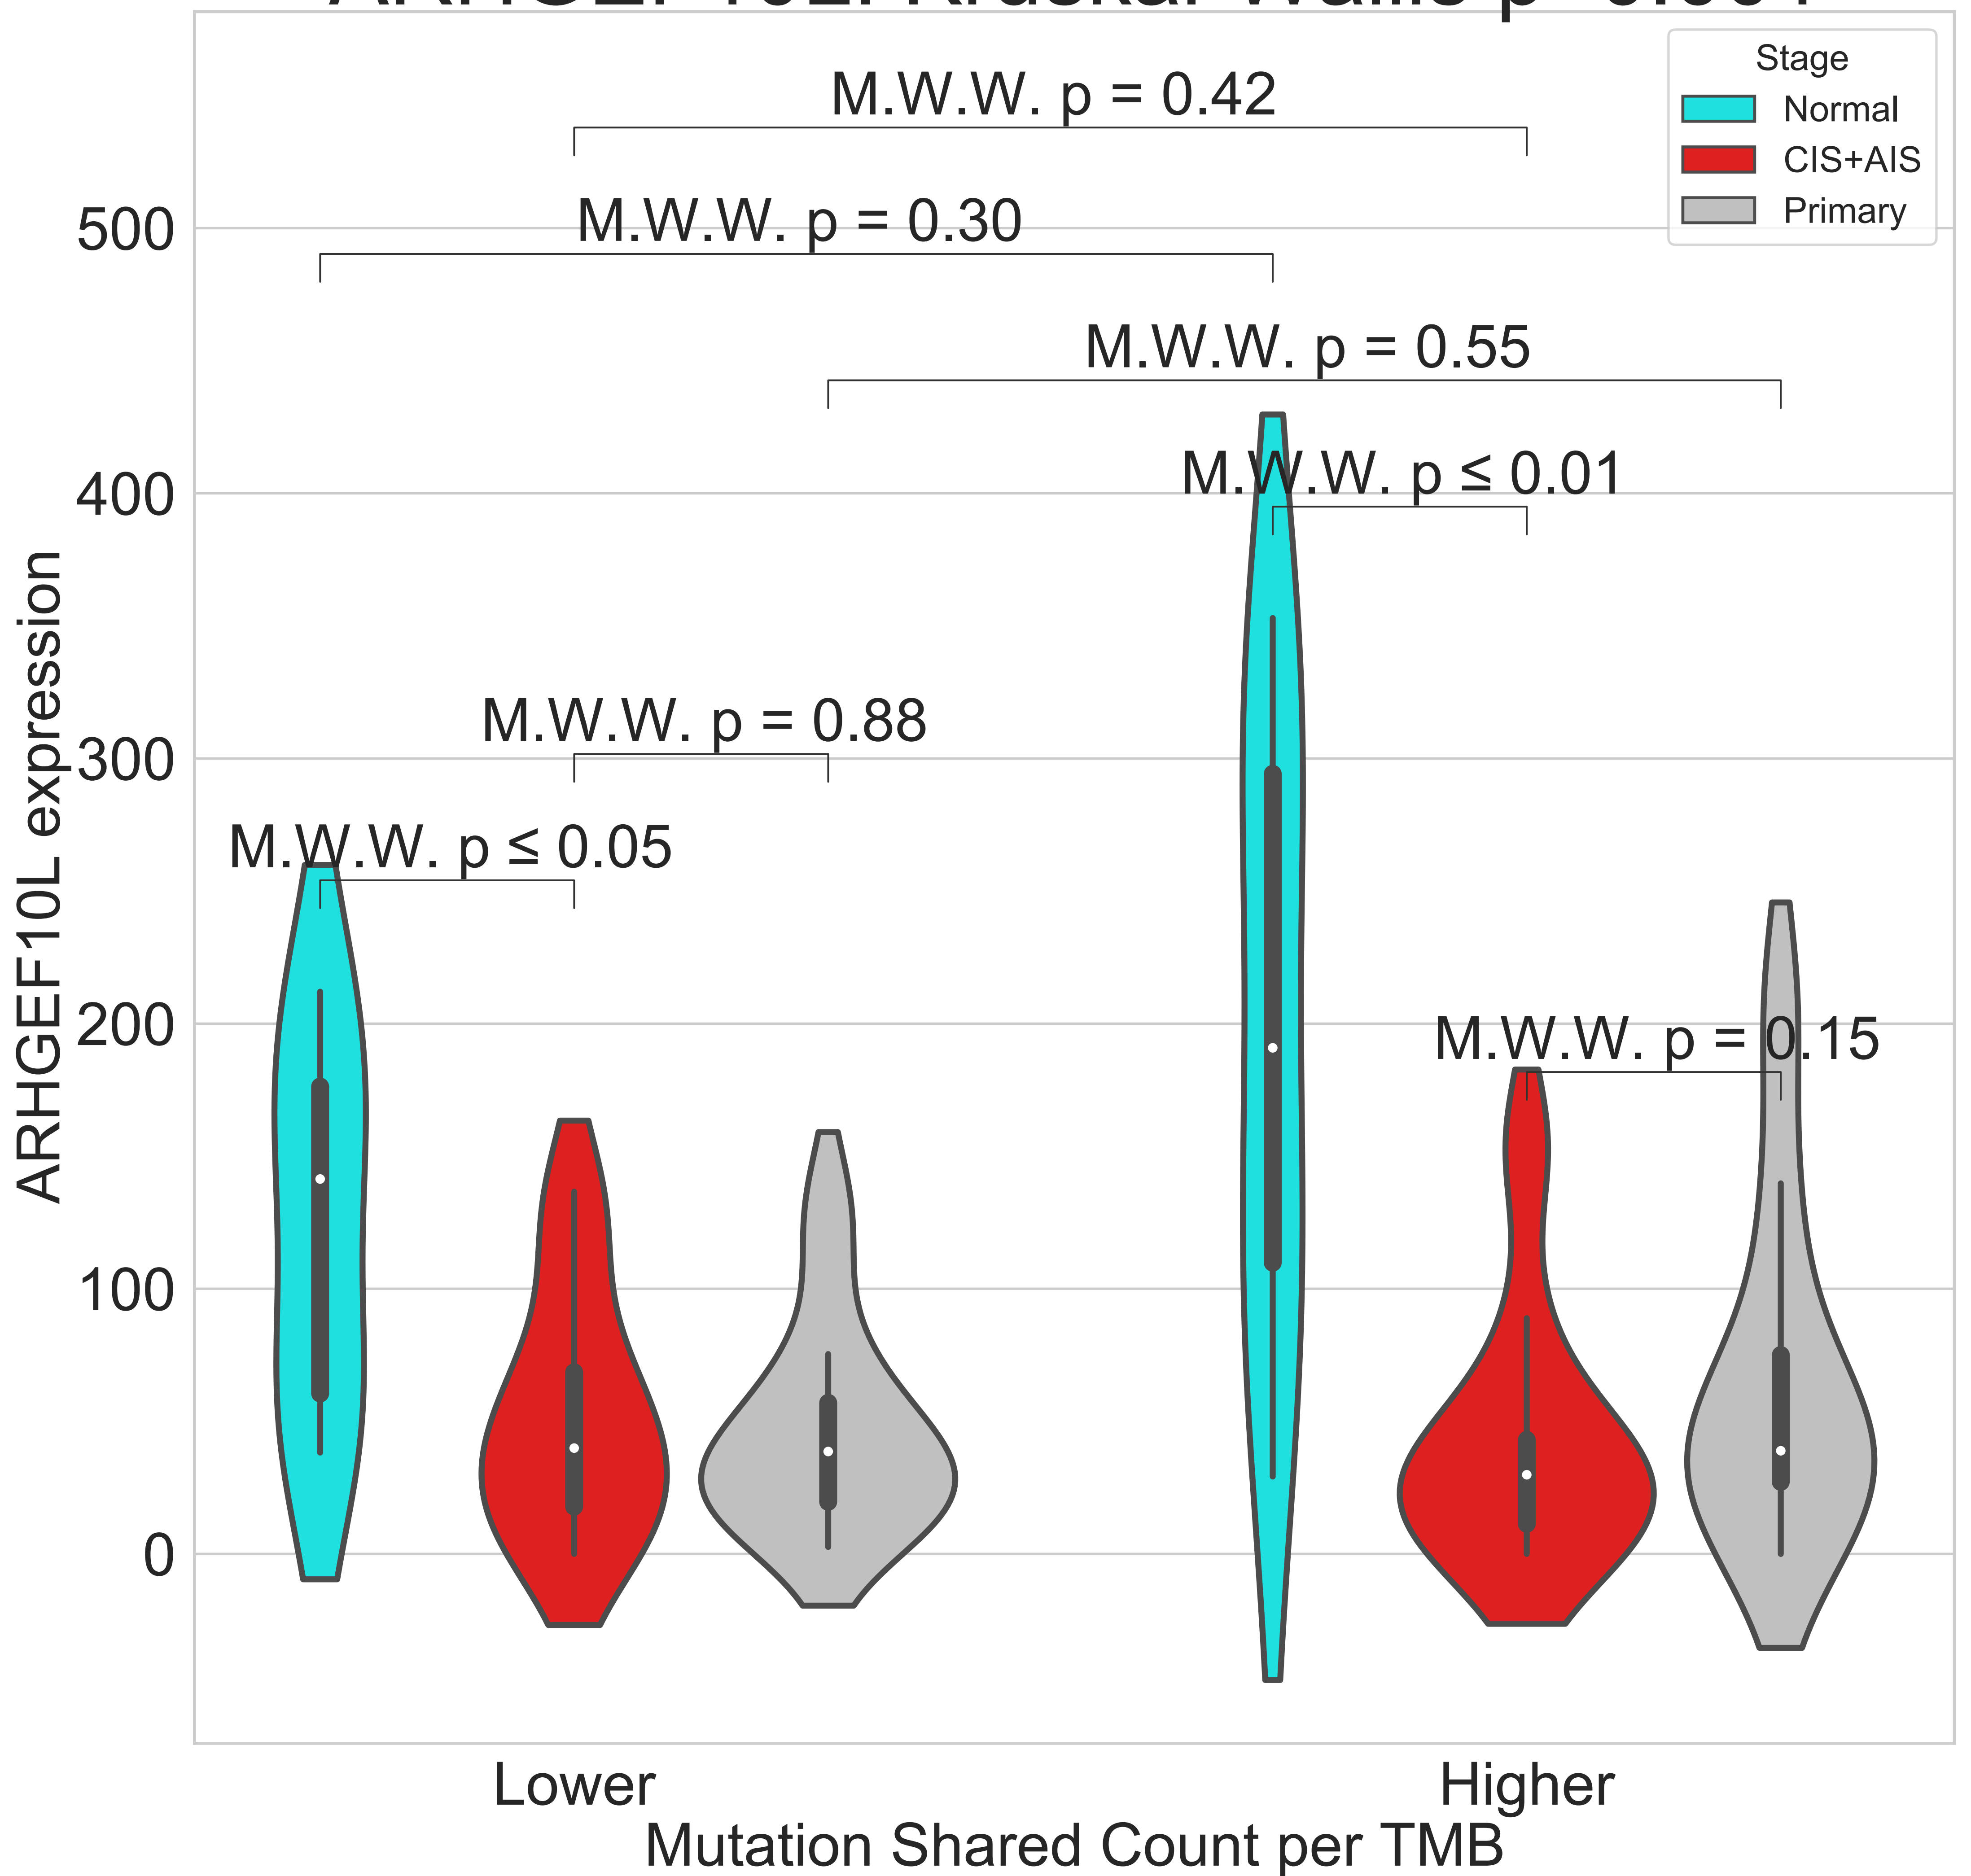 Stage
Normal
CIS+AIS
Primary
M.W.W. p = 0.42
M.W.W. p = 0.30
M.W.W. p = 0.55
M.W.W. p ≤ 0.01
M.W.W. p = 0.88
M.W.W. p ≤ 0.05
M.W.W. p = 0.15
500
400
300
200
100
0
ARHGEF10L expression
Lower
Higher
Mutation Shared Count per TMB